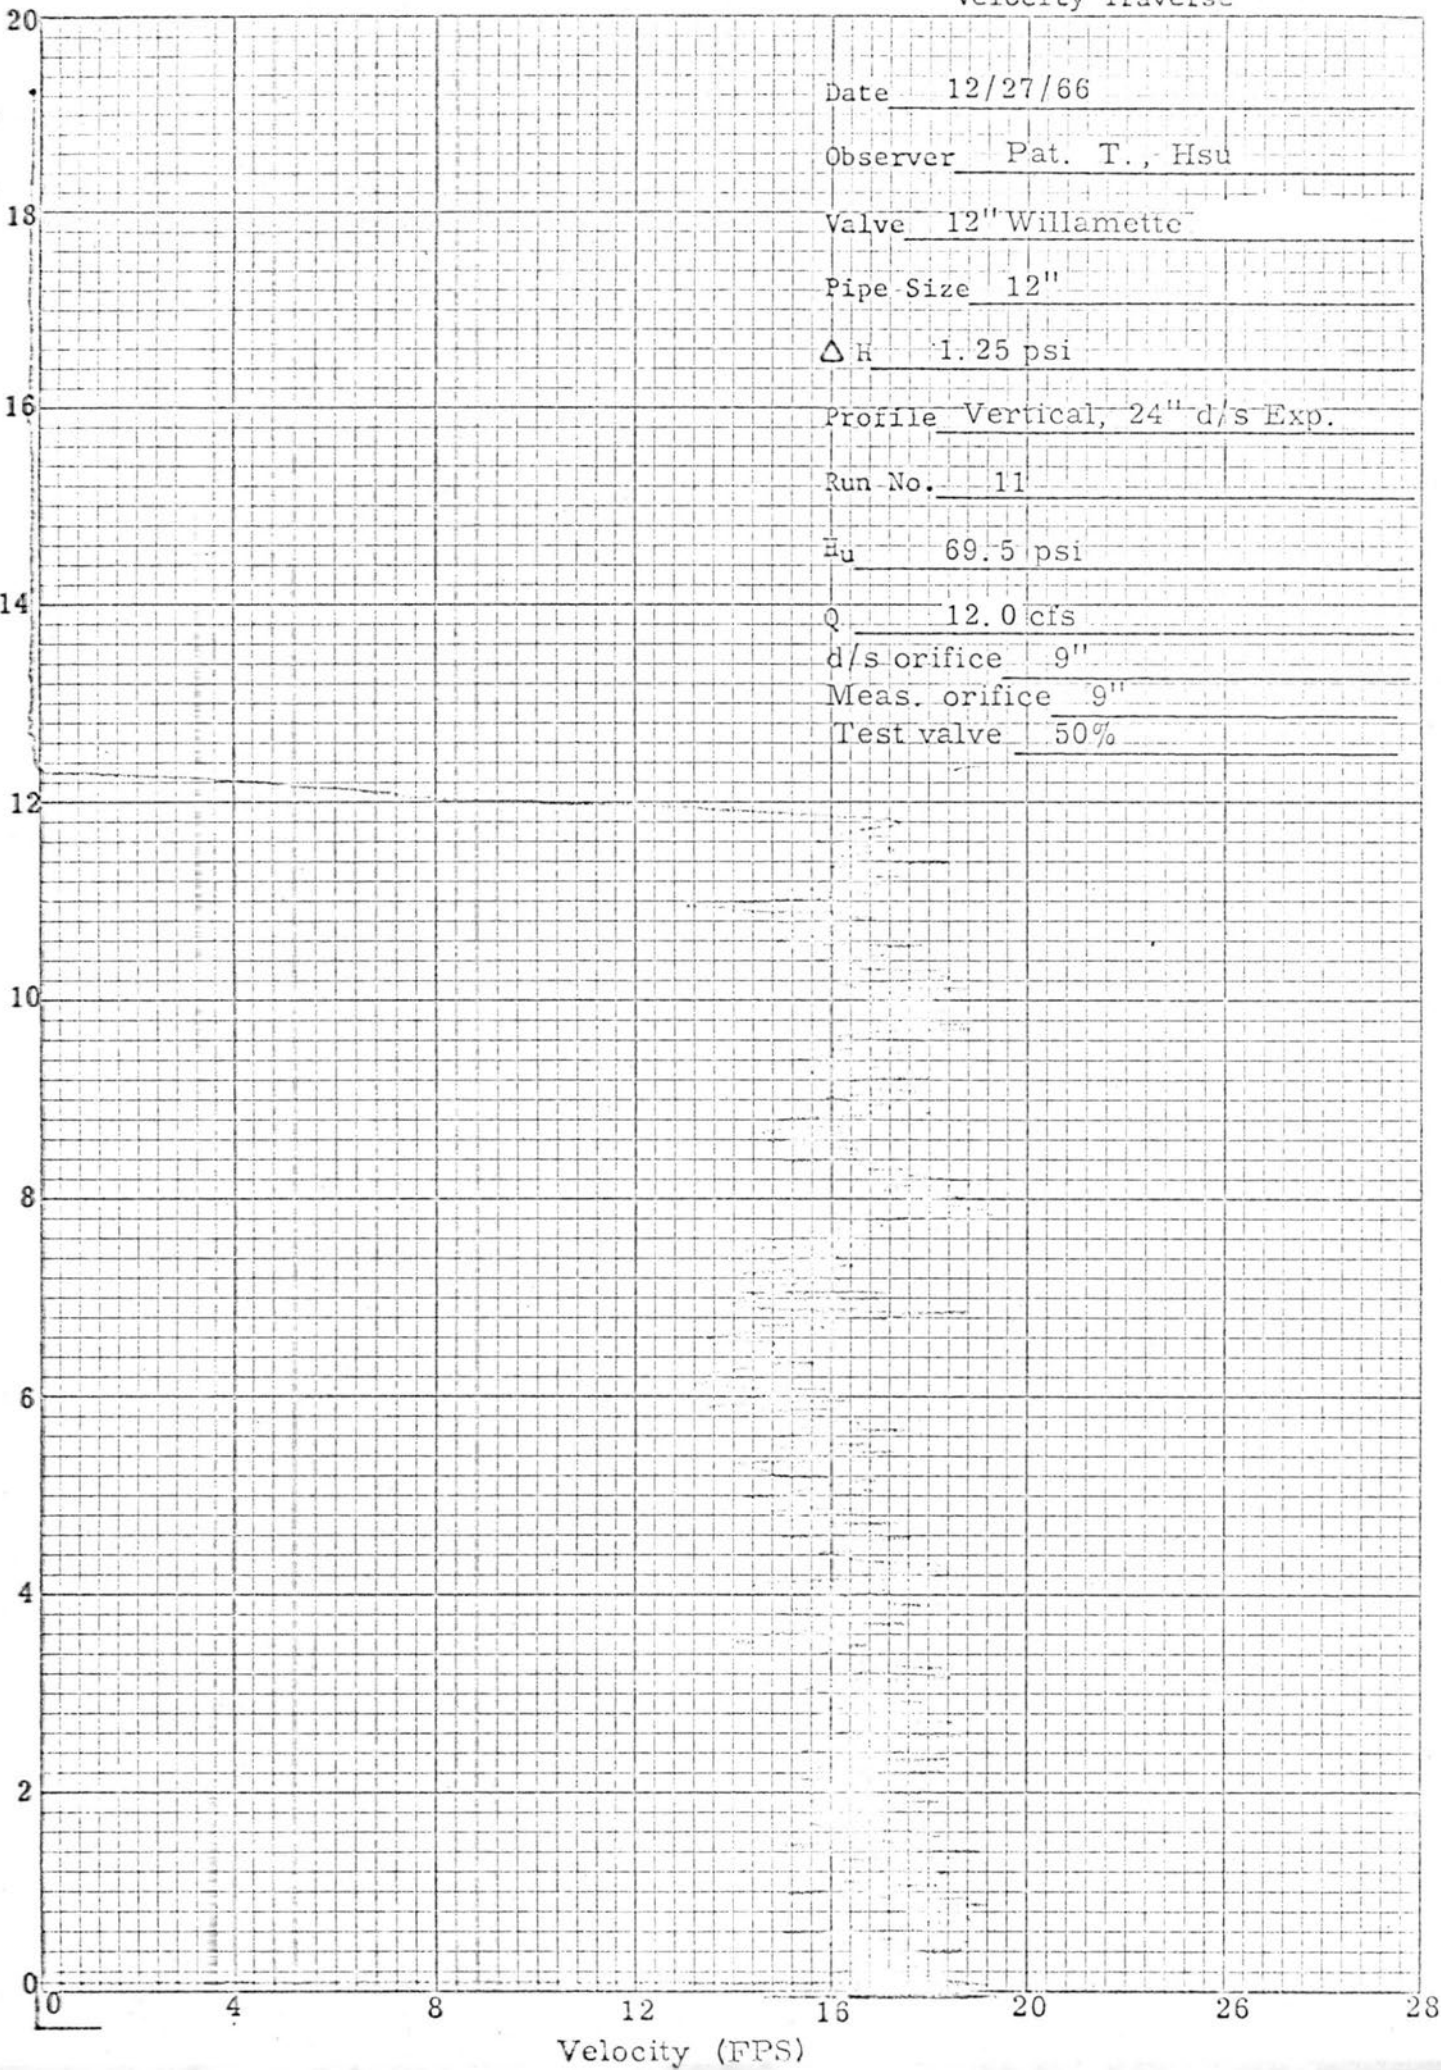 Velocity Traverse
Date 12/27/66
Observer Pat. T., Hsu
Valve 12" Willamette
Pipe Size 12"
Δ H 1.25 psi
Profile Vertical, 24" d/s Exp.
Run No. 11
H̄u 69.5 psi
Q 12.0 cfs
d/s orifice 9"
Meas. orifice 9"
Test valve 50%
20
18
16
14
12
10
8
6
4
2
0
0 4 8 12 16 20 26 28
Velocity (FPS)